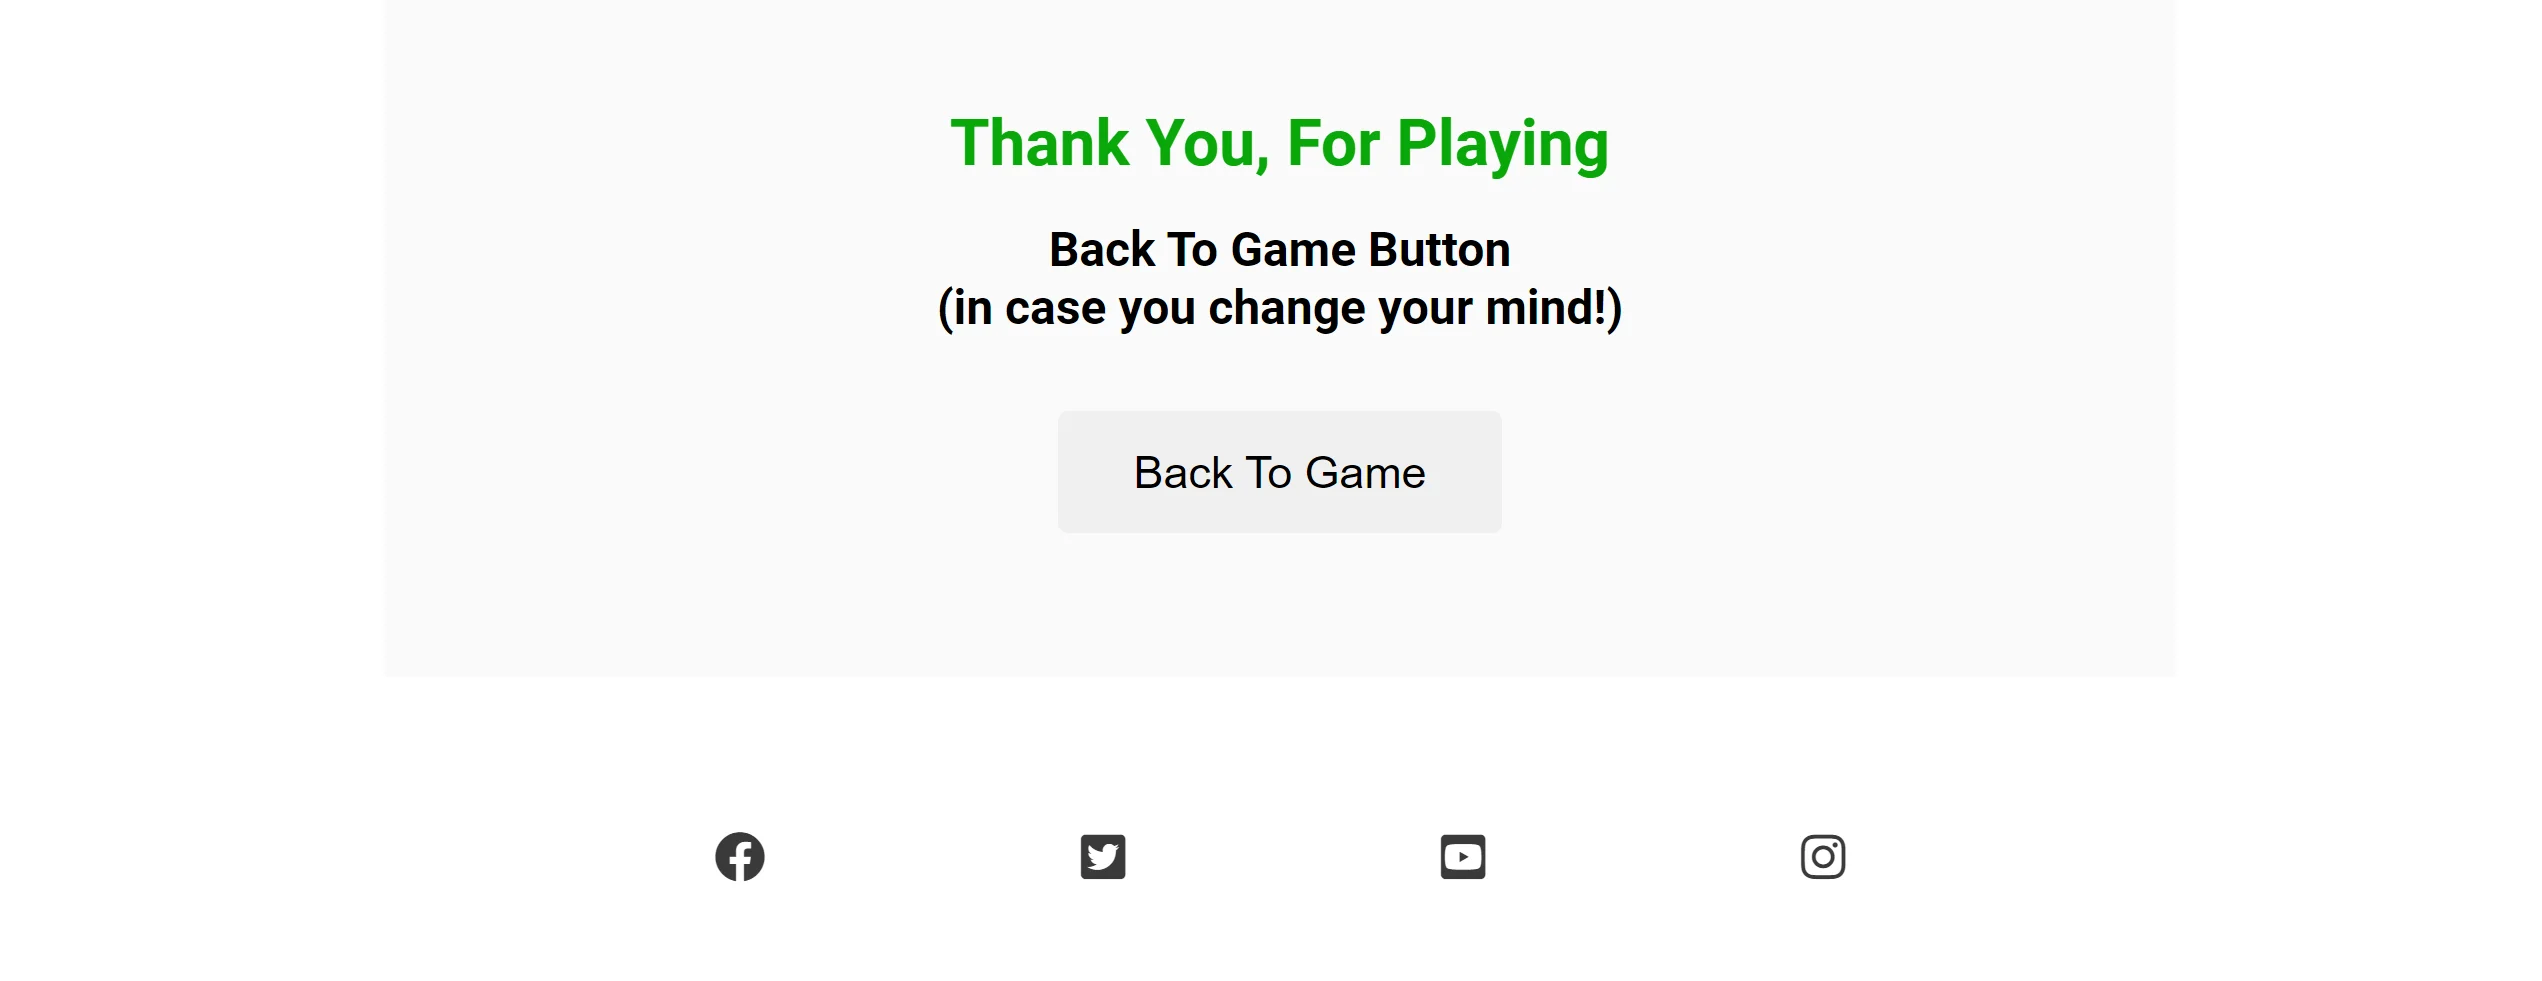 Thank You, For Playing
Back To Game Button
(in case you change your mind!)
Back To Game